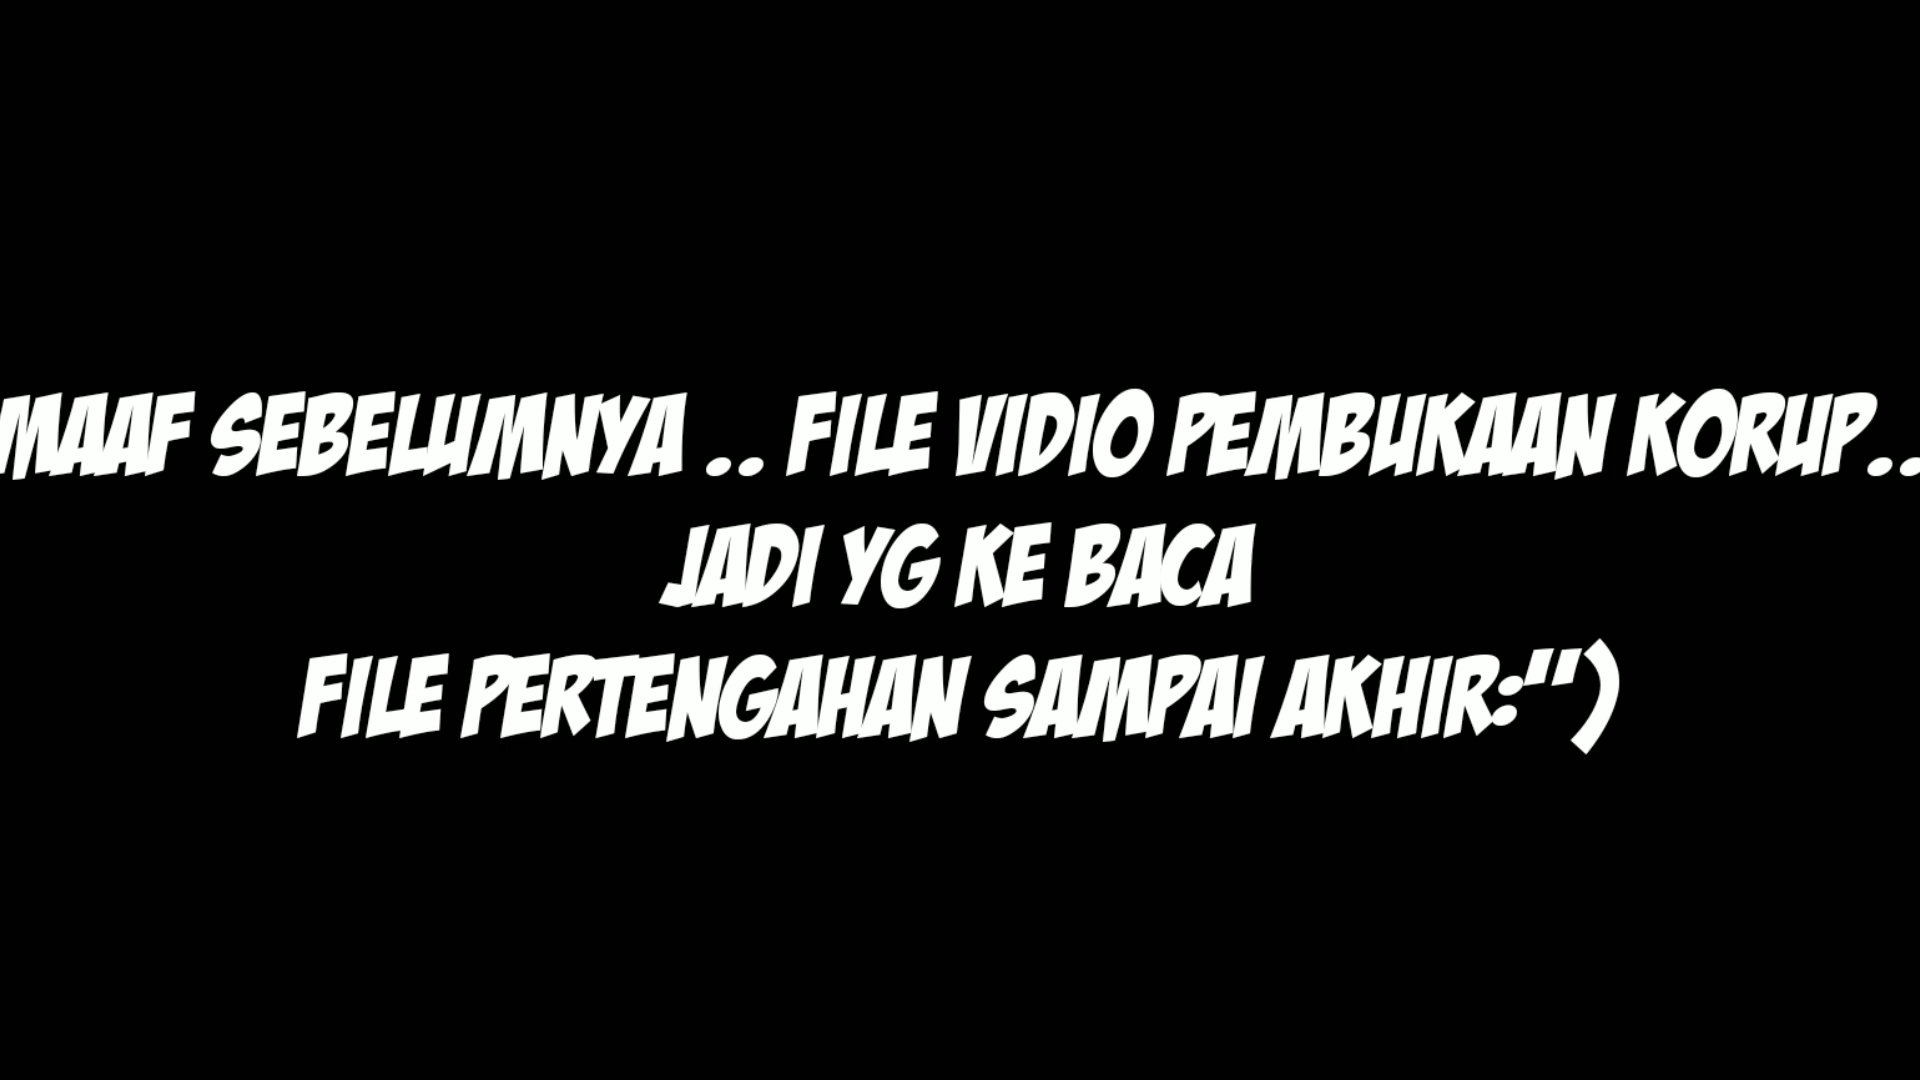 MAAF SEBELUMNYA .. FILE VIDIO PEMBUKAAN KORUP..
JADI YG KE BACA
FILE PERTENGAHAN SAMPAI AKHIR:")